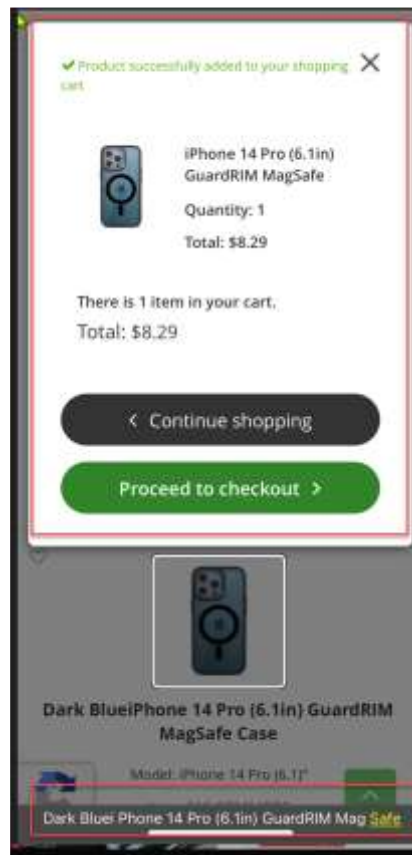 ✔ Product successfully added to your shopping
cart
iPhone 14 Pro (6.1in)
GuardRIM MagSafe
Quantity: 1
Total: $8.29
There is 1 item in your cart.
Total: $8.29
Continue shopping
Proceed to checkout
Dark BlueiPhone 14 Pro (6.1in) GuardRIM
MagSafe Case
Model: iPhone 14 Pro (6.1)"
Dark Bluei Phone 14 Pro (6.1in) GuardRIM Mag Safe